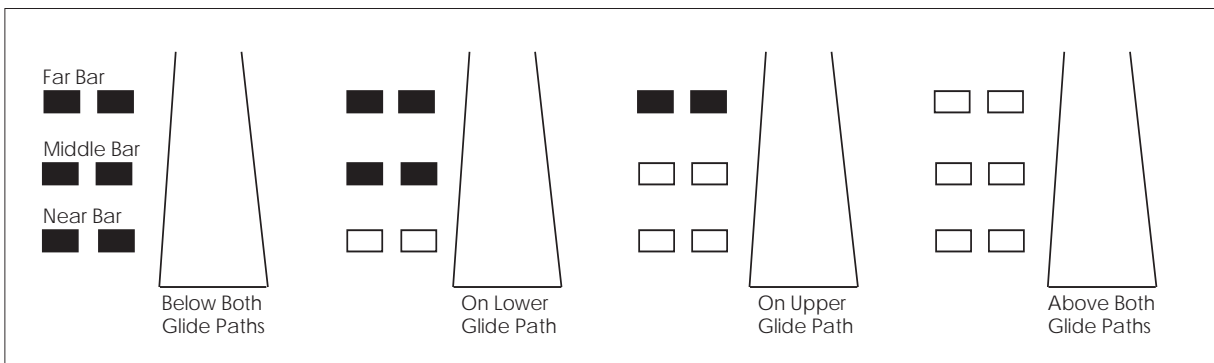 Far Bar
Middle Bar
Near Bar
Below Both
Glide Paths
On Lower
Glide Path
On Upper
Glide Path
Above Both
Glide Paths